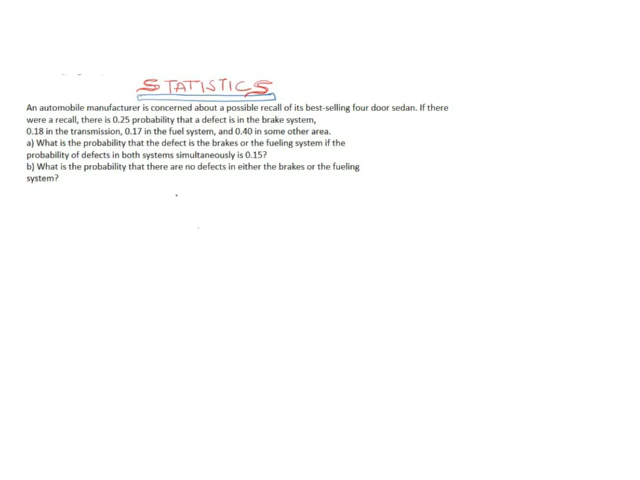 STATISTICS
An automobile manufacturer is concerned about a possible recall of its best-selling four door sedan. If there
were a recall, there is 0.25 probability that a defect is in the brake system,
0.18 in the transmission, 0.17 in the fuel system, and 0.40 in some other area.
a) What is the probability that the defect is the brakes or the fueling system if the
probability of defects in both systems simultaneously is 0.15?
b) What is the probability that there are no defects in either the brakes or the fueling
system?